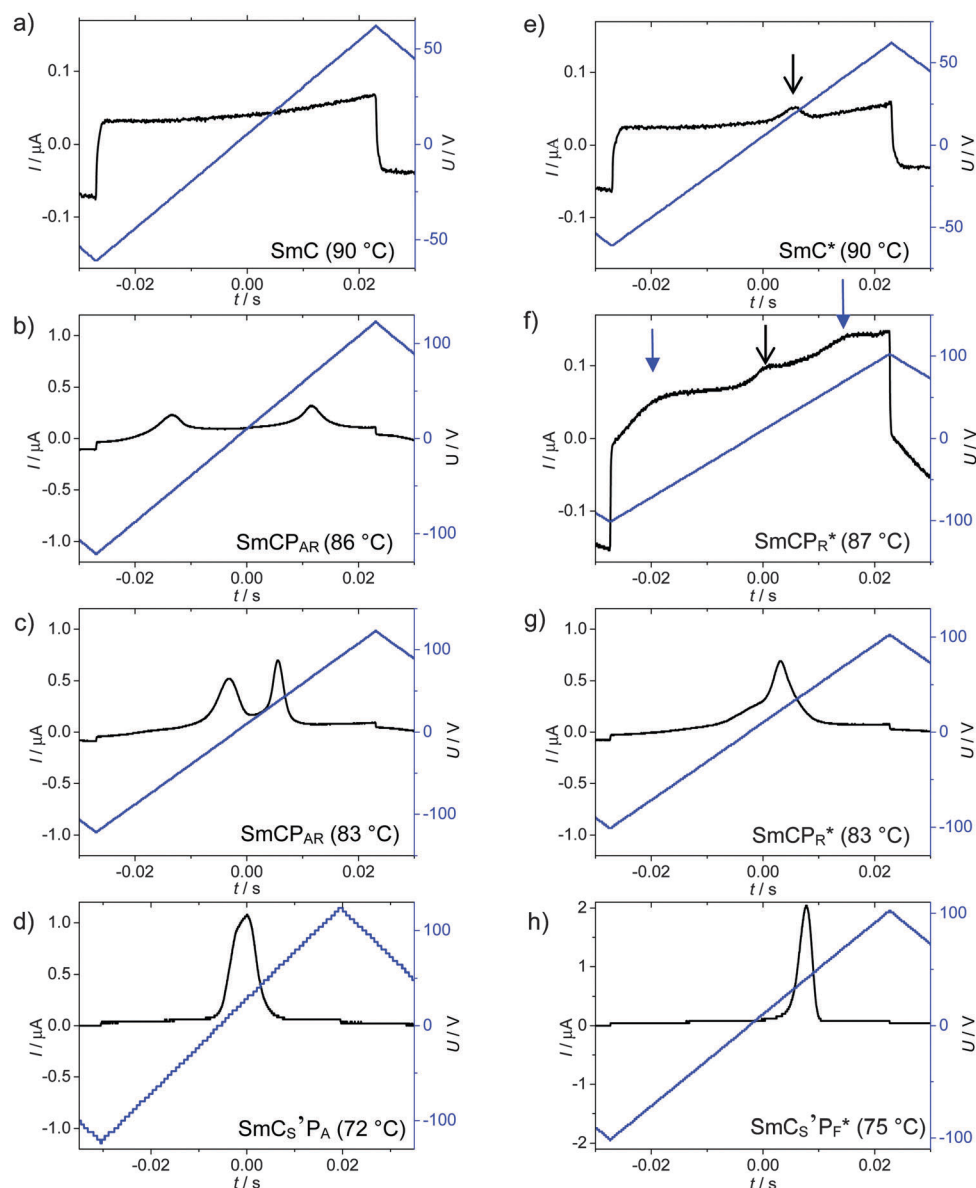 a)
0.1
0.0
-0.1
I / µA
50
0
-50
U / V
SmC (90 °C)
-0.02 0.00 0.02
t / s
e)
0.1
0.0
-0.1
I / µA
50
0
-50
U / V
SmC* (90 °C)
-0.02 0.00 0.02
t / s
b)
1.0
0.5
0.0
-0.5
-1.0
I / µA
100
0
-100
U / V
SmCP_AR (86 °C)
-0.02 0.00 0.02
t / s
f)
0.1
0.0
-0.1
I / µA
100
0
-100
U / V
SmCP_R* (87 °C)
-0.02 0.00 0.02
t / s
c)
1.0
0.5
0.0
-0.5
-1.0
I / µA
100
0
-100
U / V
SmCP_AR (83 °C)
-0.02 0.00 0.02
t / s
g)
1.0
0.5
0.0
-0.5
-1.0
I / µA
100
0
-100
U / V
SmCP_R* (83 °C)
-0.02 0.00 0.02
t / s
d)
1.0
0.5
0.0
-0.5
-1.0
I / µA
100
0
-100
U / V
SmC_S’P_A (72 °C)
-0.02 0.00 0.02
t / s
h)
2
1
0
-1
-2
I / µA
100
0
-100
U / V
SmC_S’P_F* (75 °C)
-0.02 0.00 0.02
t / s